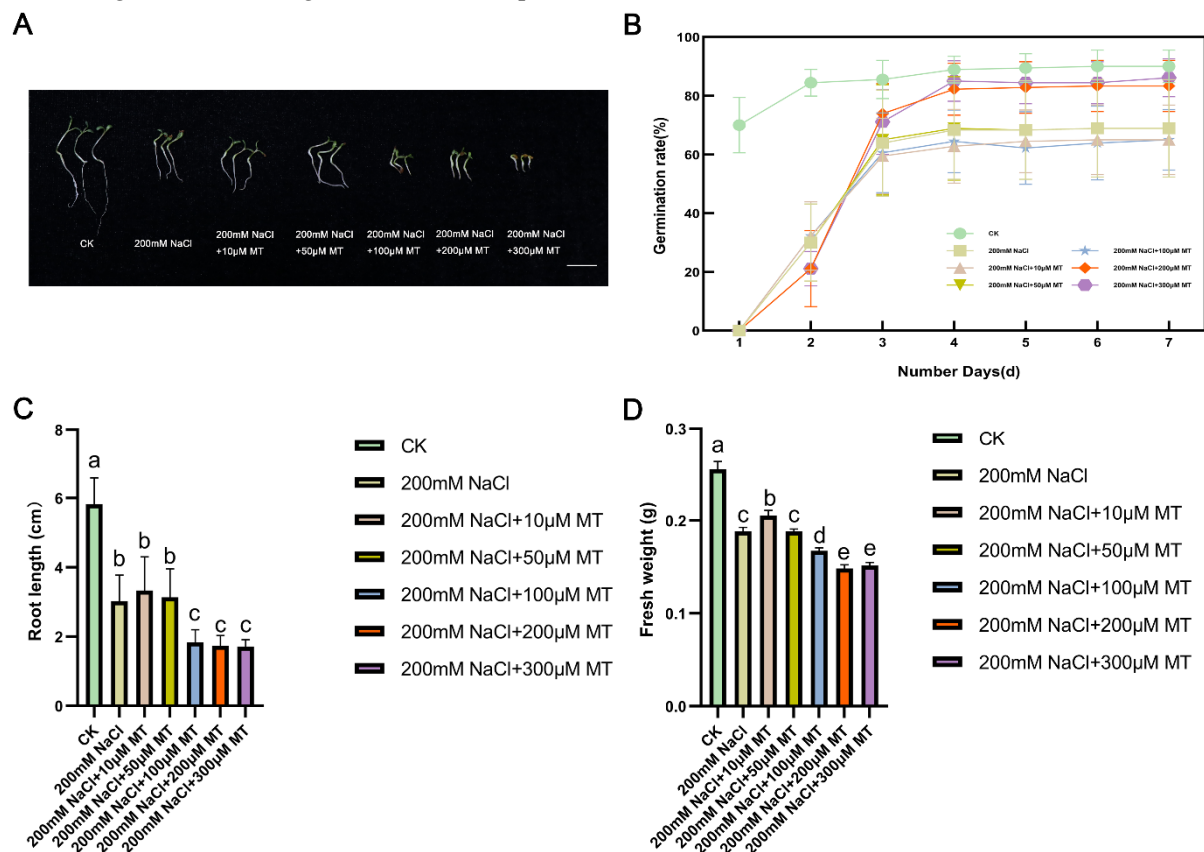 A
CK
200mM NaCl
200mM NaCl
+10μM MT
200mM NaCl
+50μM MT
200mM NaCl
+100μM MT
200mM NaCl
+200μM MT
200mM NaCl
+300μM MT
B
Germination rate(%)
100
80
60
40
20
0
1 2 3 4 5 6 7
Number Days(d)
CK
200mM NaCl
200mM NaCl+10μM MT
200mM NaCl+50μM MT
200mM NaCl+100μM MT
200mM NaCl+200μM MT
200mM NaCl+300μM MT
C
Root length (cm)
8
6
4
2
0
a b b b c c c
CK
200mM NaCl
200mM NaCl+10μM MT
200mM NaCl+50μM MT
200mM NaCl+100μM MT
200mM NaCl+200μM MT
200mM NaCl+300μM MT
CK
200mM NaCl
200mM NaCl+10μM MT
200mM NaCl+50μM MT
200mM NaCl+100μM MT
200mM NaCl+200μM MT
200mM NaCl+300μM MT
D
Fresh weight (g)
0.3
0.2
0.1
0.0
a c b c d e e
CK
200mM NaCl
200mM NaCl+10μM MT
200mM NaCl+50μM MT
200mM NaCl+100μM MT
200mM NaCl+200μM MT
200mM NaCl+300μM MT
CK
200mM NaCl
200mM NaCl+10μM MT
200mM NaCl+50μM MT
200mM NaCl+100μM MT
200mM NaCl+200μM MT
200mM NaCl+300μM MT